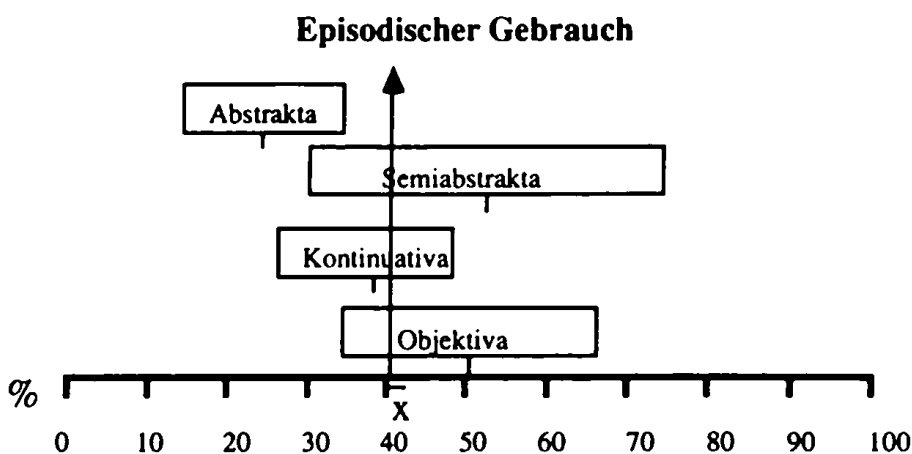 Episodischer Gebrauch
Abstrakta
Semiabstrakta
Kontinuativa
Objektiva
%
X
0 10 20 30 40 50 60 70 80 90 100